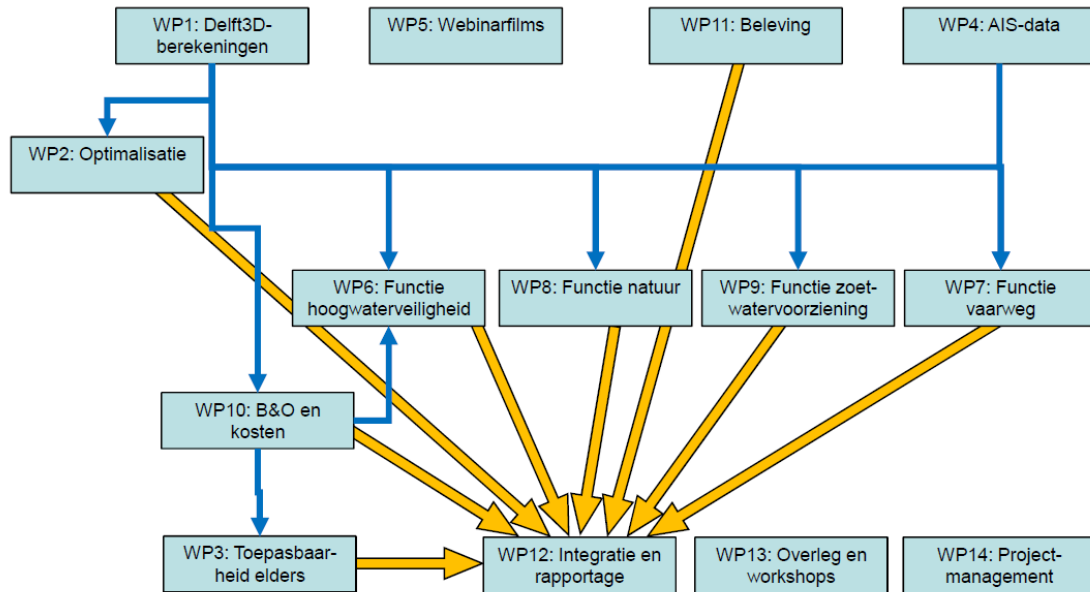 WP1: Delft3D-
berekeningen
WP5: Webinarfilms
WP11: Beleving
WP4: AIS-data
WP2: Optimalisatie
WP6: Functie
hoogwaterveiligheid
WP8: Functie natuur
WP9: Functie zoet-
watervoorziening
WP7: Functie
vaarweg
WP10: B&O en
kosten
WP3: Toepasbaar-
heid elders
WP12: Integratie en
rapportage
WP13: Overleg en
workshops
WP14: Project-
management